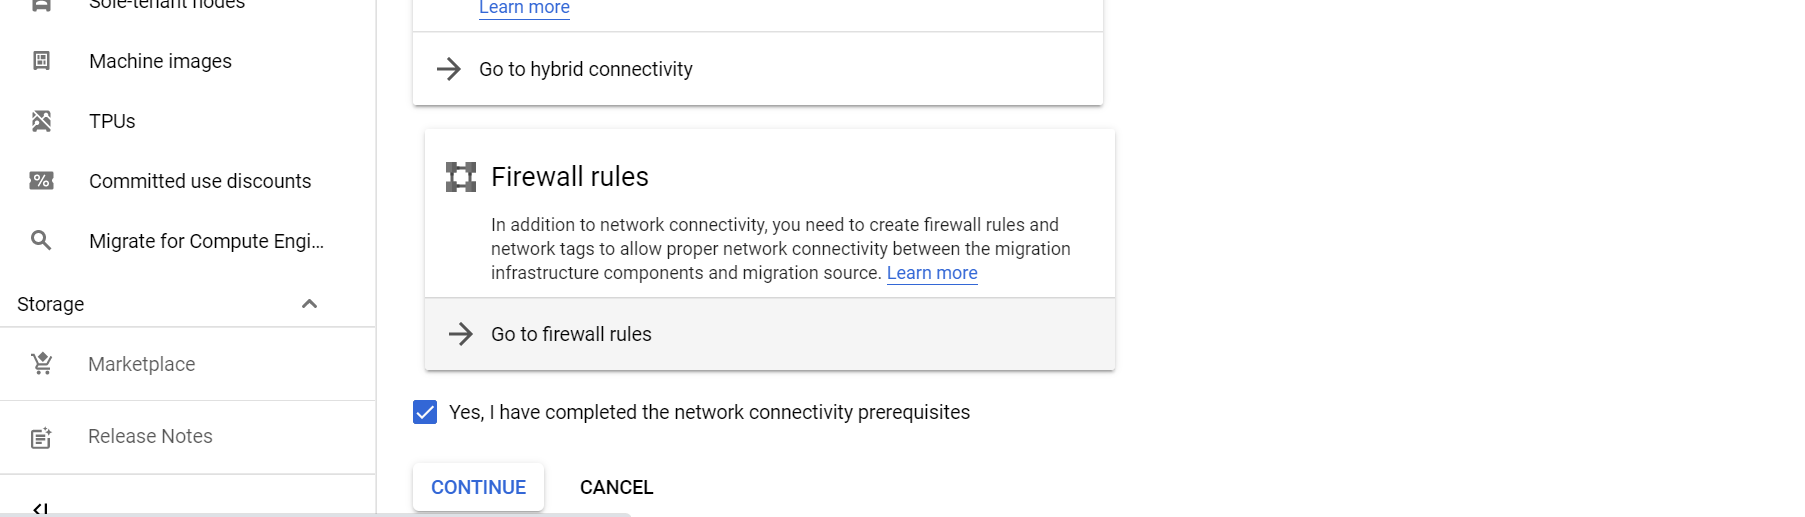 Sole-tenant nodes
Machine images
TPUs
Committed use discounts
Migrate for Compute Engi...
Storage
Marketplace
Release Notes
Learn more
Go to hybrid connectivity
Firewall rules
In addition to network connectivity, you need to create firewall rules and
network tags to allow proper network connectivity between the migration
infrastructure components and migration source. Learn more
Go to firewall rules
Yes, I have completed the network connectivity prerequisites
CONTINUE CANCEL